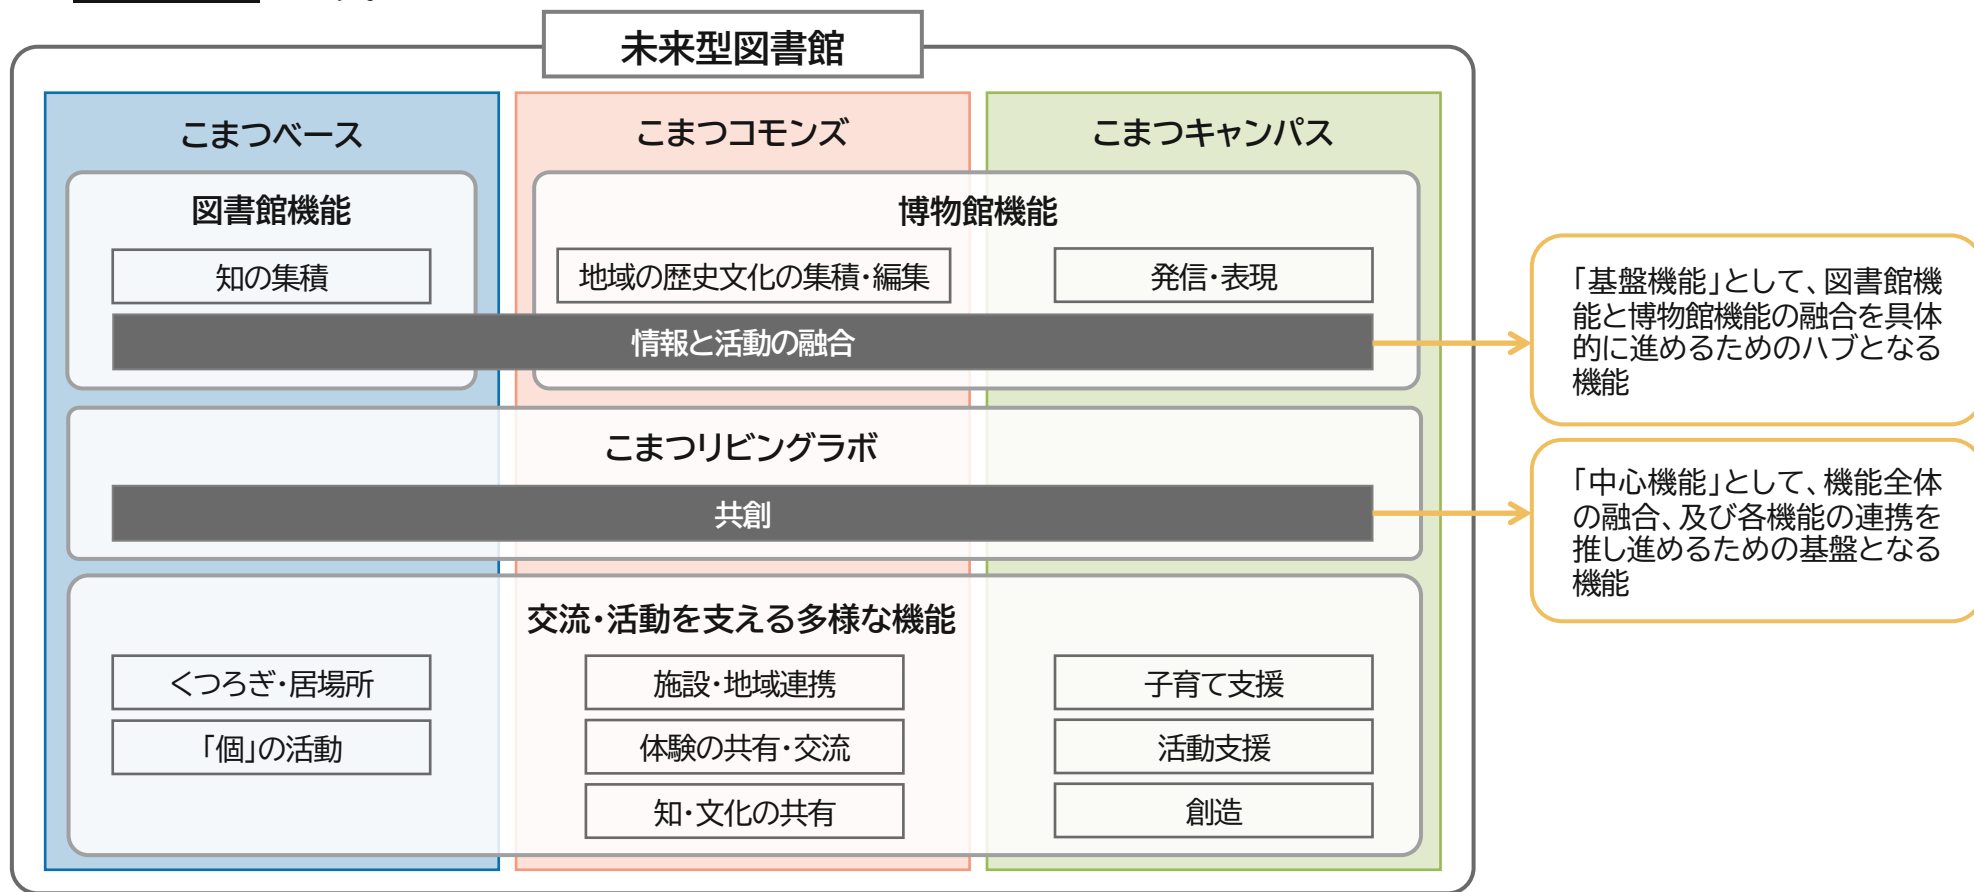 未来型図書館
こまつベース
こまつコモンズ
こまつキャンパス
図書館機能
博物館機能
知の集積
地域の歴史文化の集積・編集
発信・表現
情報と活動の融合
こまつリビングラボ
共創
交流・活動を支える多様な機能
くつろぎ・居場所
施設・地域連携
子育て支援
「個」の活動
体験の共有・交流
活動支援
知・文化の共有
創造
「基盤機能」として、図書館機
能と博物館機能の融合を具体
的に進めるためのハブとなる
機能
「中心機能」として、機能全体
の融合、及び各機能の連携を
推し進めるための基盤となる
機能